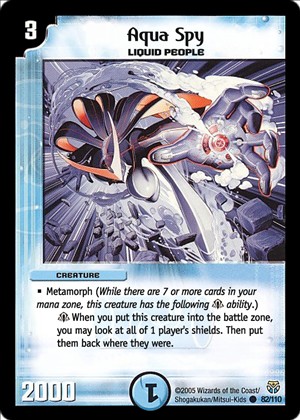 3
Aqua Spy
LIQUID PEOPLE
CREATURE
▪ Metamorph (While there are 7 or more cards in your
mana zone, this creature has the following ability.)
When you put this creature into the battle zone,
you may look at all of 1 player's shields. Then put
them back where they were.
2000
©2005 Wizards of the Coast/
Shogakukan/Mitsui-Kids ● 82/110